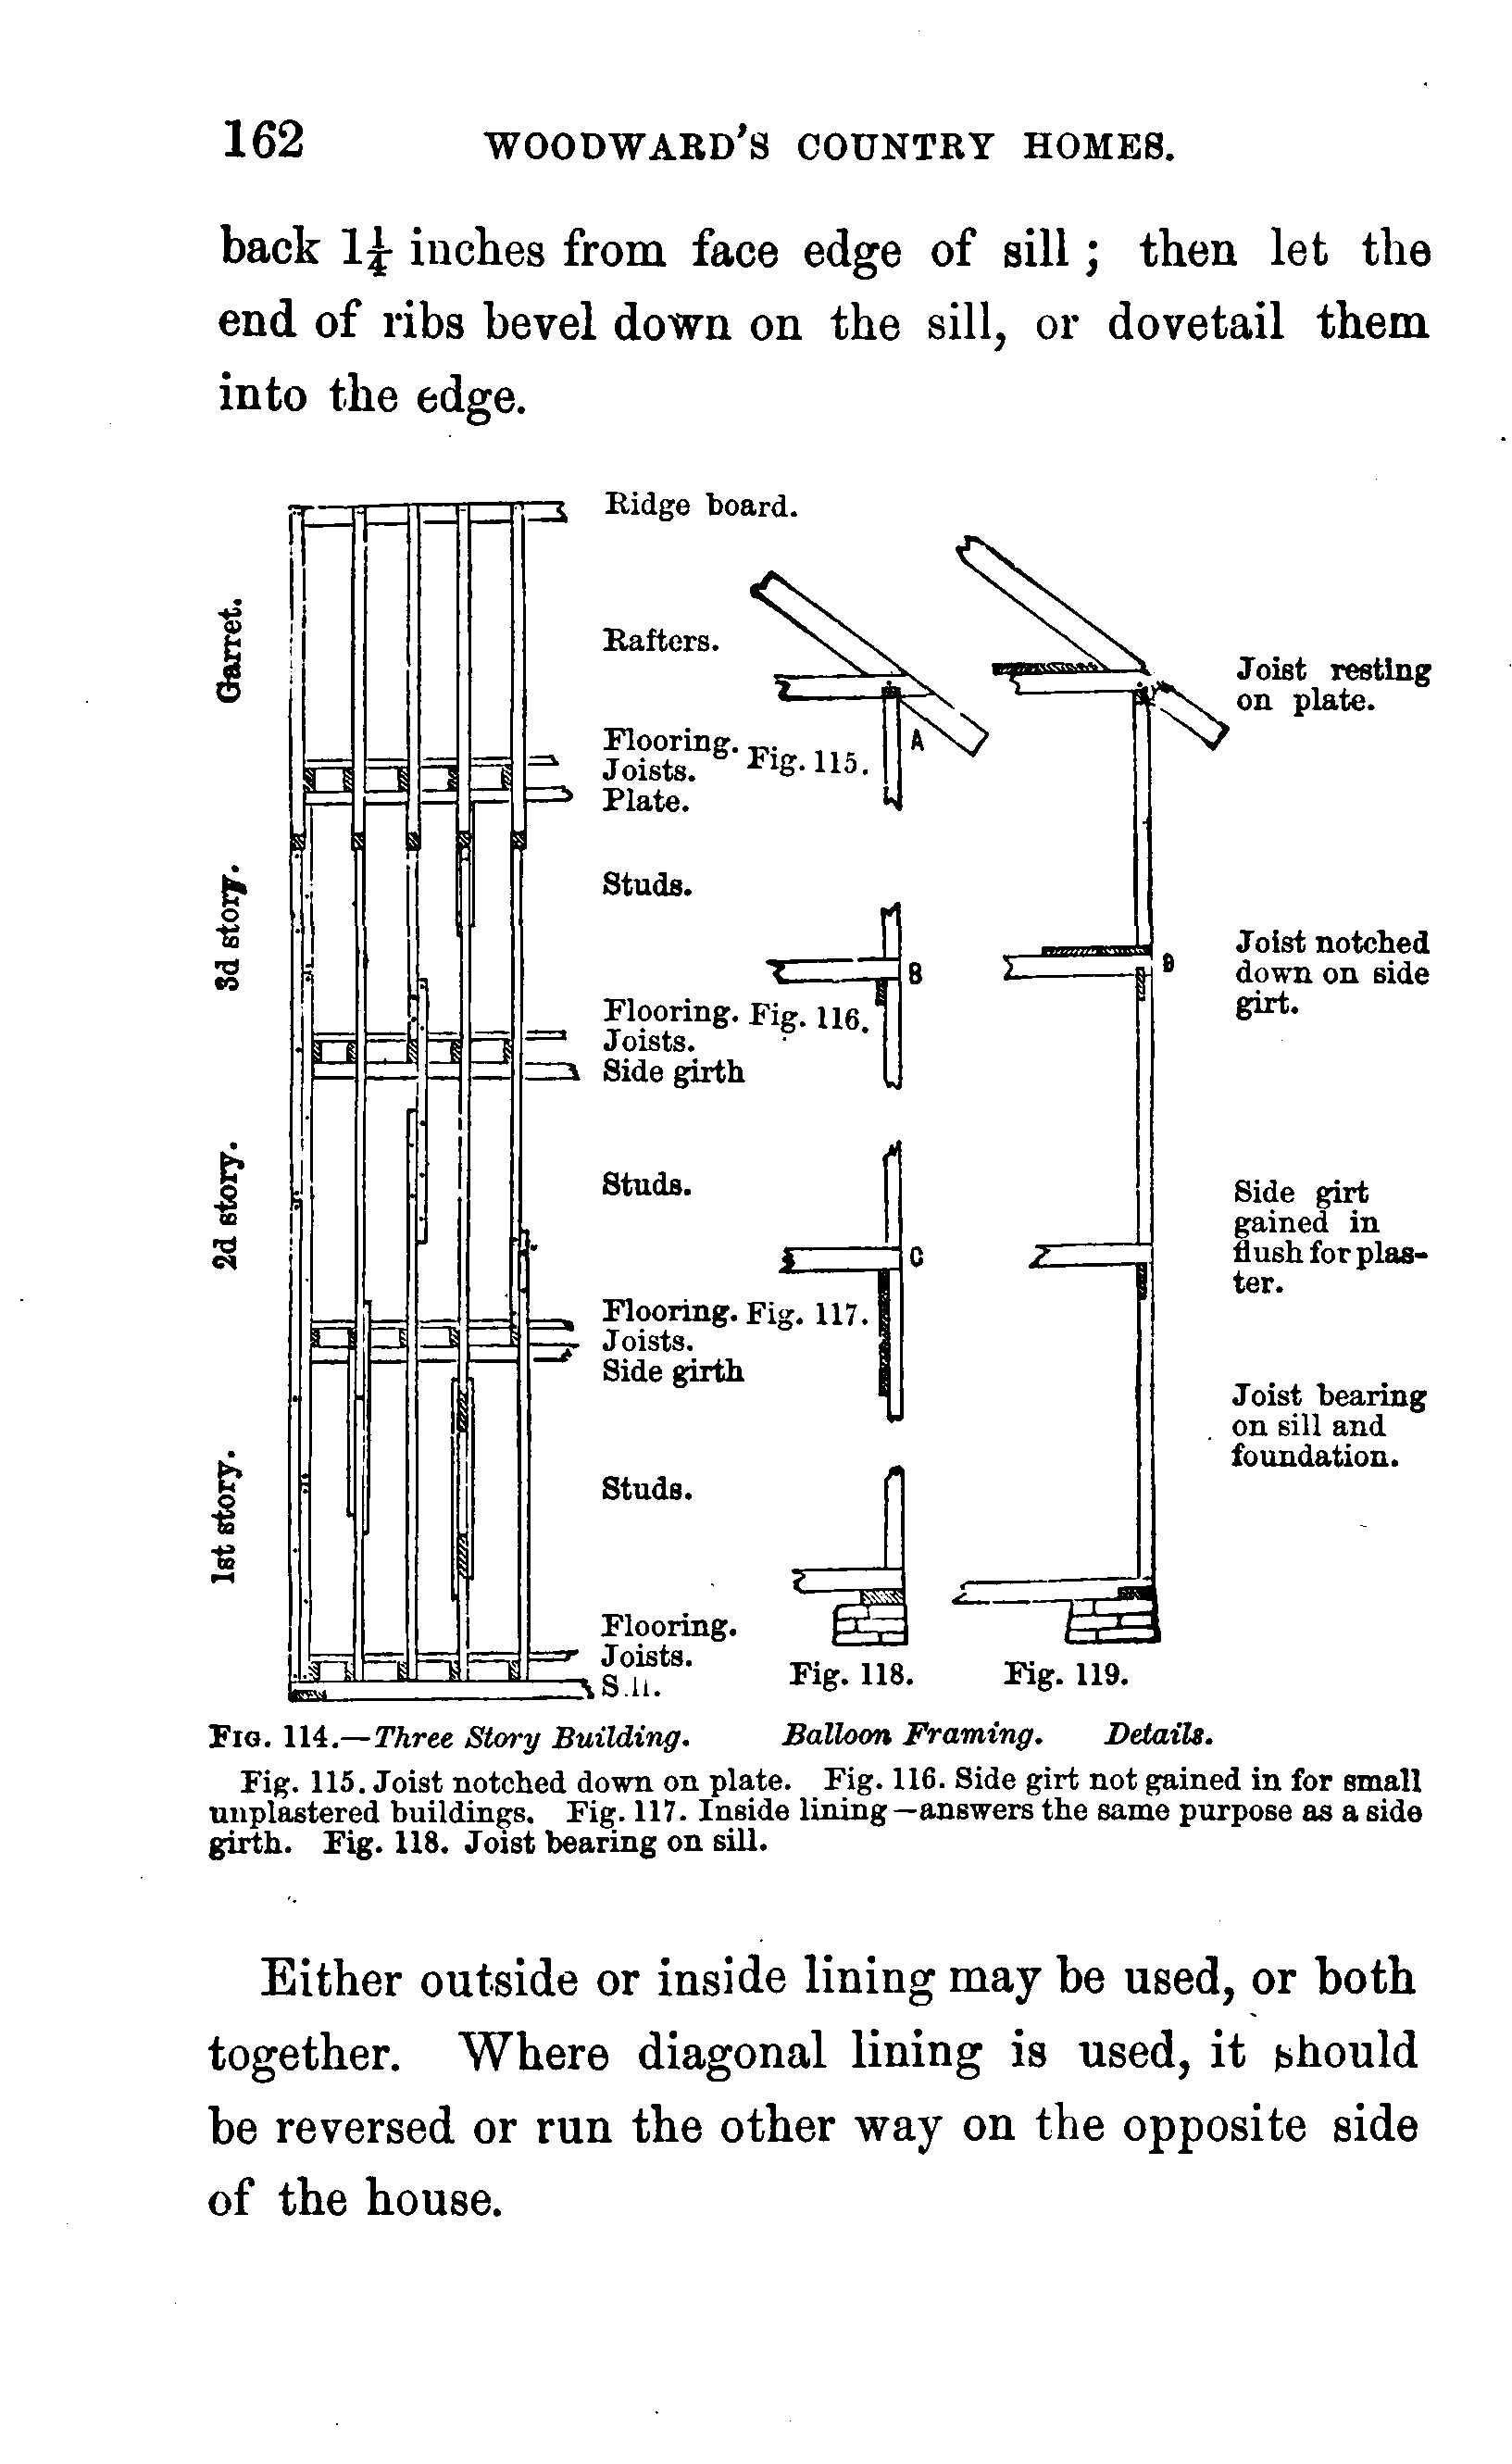 162 WOODWARD'S COUNTRY HOMES.
back 1¼ inches from face edge of sill ; then let the
end of ribs bevel down on the sill, or dovetail them
into the edge.
Garret.
3d story.
2d story.
1st story.
Ridge board.
Rafters.
Flooring.
Joists.
Plate.
Fig. 115.
Studs.
Flooring.
Joists.
Side girth
Fig. 116.
Studs.
Flooring.
Joists.
Side girth
Fig. 117.
Studs.
Flooring.
Joists.
A
B
C
Fig. 118.
Joist resting
on plate.
Joist notched
down on side
girt.
Side girt
gained in
flush for plas-
ter.
Joist bearing
on sill and
foundation.
Fig. 119.
FIG. 114.—Three Story Building. Balloon Framing. Details.
Fig. 115. Joist notched down on plate. Fig. 116. Side girt not gained in for small
unplastered buildings. Fig. 117. Inside lining—answers the same purpose as a side
girth. Fig. 118. Joist bearing on sill.
Either outside or inside lining may be used, or both
together. Where diagonal lining is used, it should
be reversed or run the other way on the opposite side
of the house.